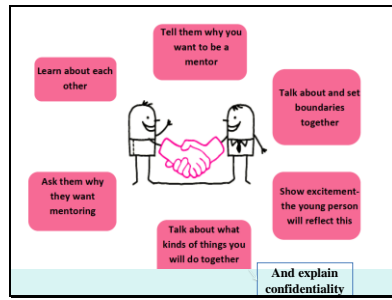 Tell them why you
want to be a
mentor
Learn about each
other
Talk about and set
boundaries
together
Ask them why
they want
mentoring
Show excitement-
the young person
will reflect this
Talk about what
kinds of things you
will do together
And explain
confidentiality